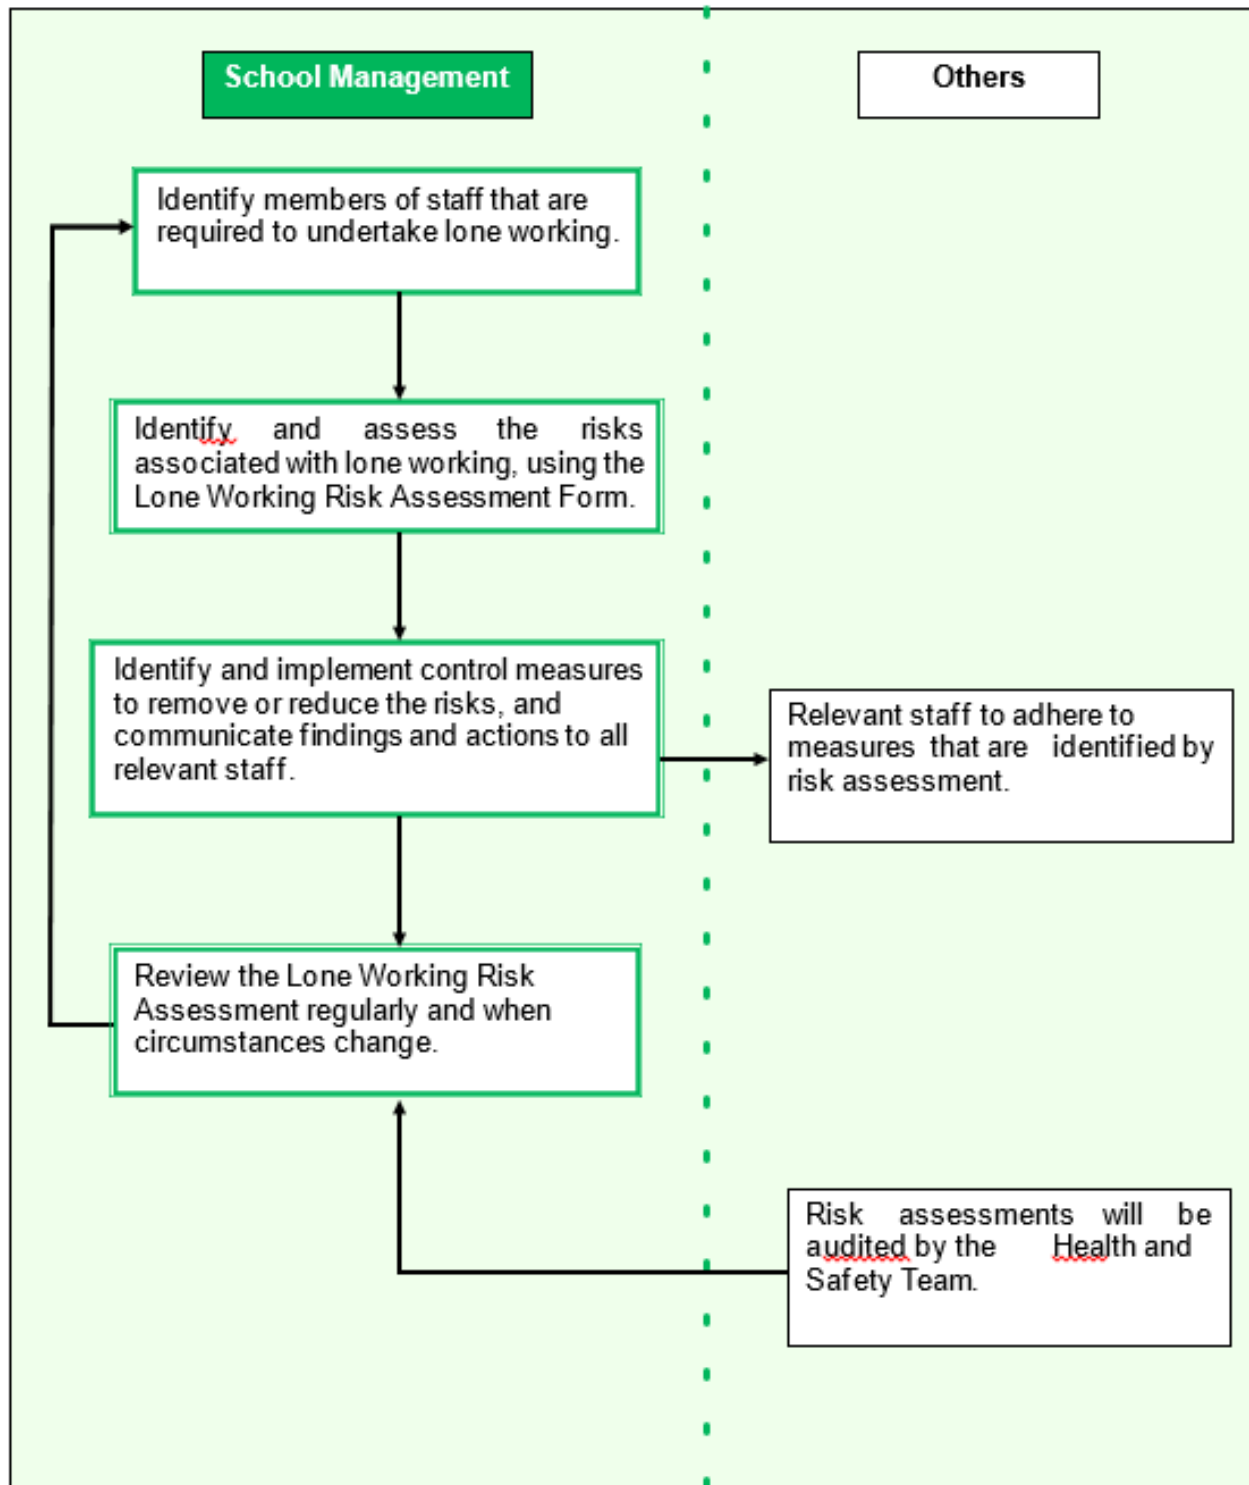 School Management
Others
Identify members of staff that are
required to undertake lone working.
Identify and assess the risks
associated with lone working, using the
Lone Working Risk Assessment Form.
Identify and implement control measures
to remove or reduce the risks, and
communicate findings and actions to all
relevant staff.
Relevant staff to adhere to
measures that are identified by
risk assessment.
Review the Lone Working Risk
Assessment regularly and when
circumstances change.
Risk assessments will be
audited by the Health and
Safety Team.